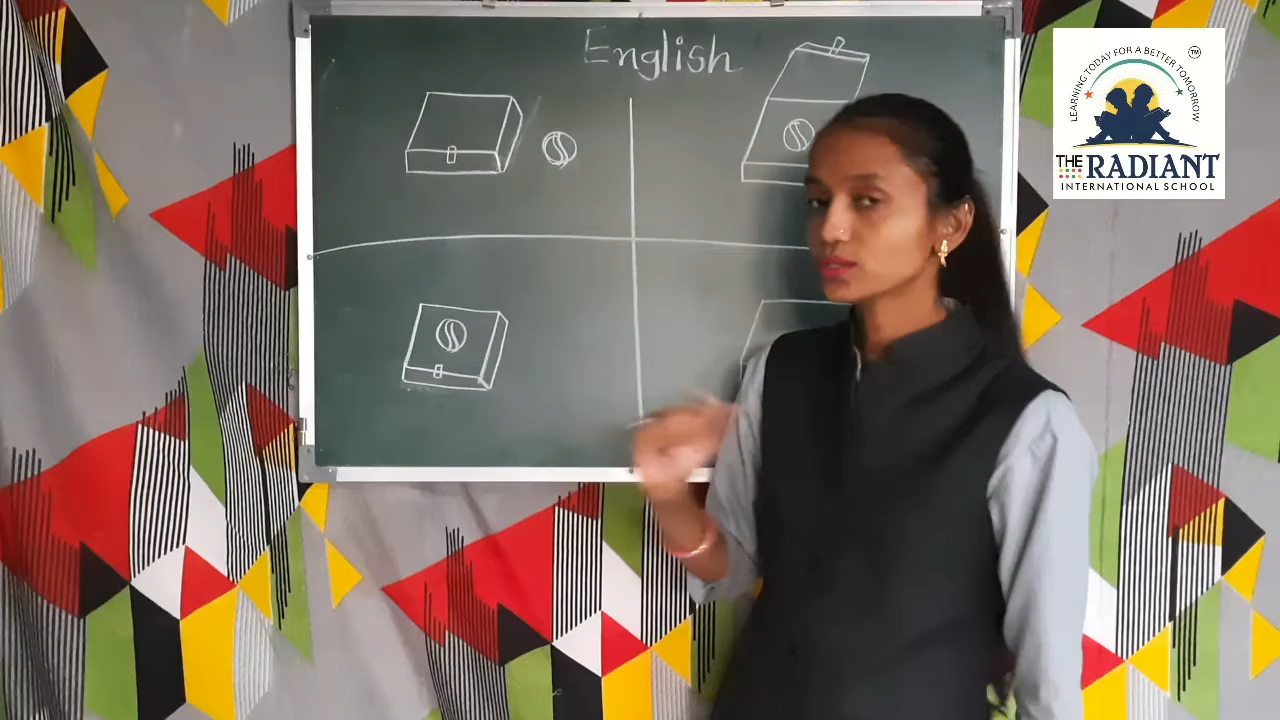 English
LEARNING TODAY FOR A BETTER TOMORROW
TM
THE RADIANT
INTERNATIONAL SCHOOL